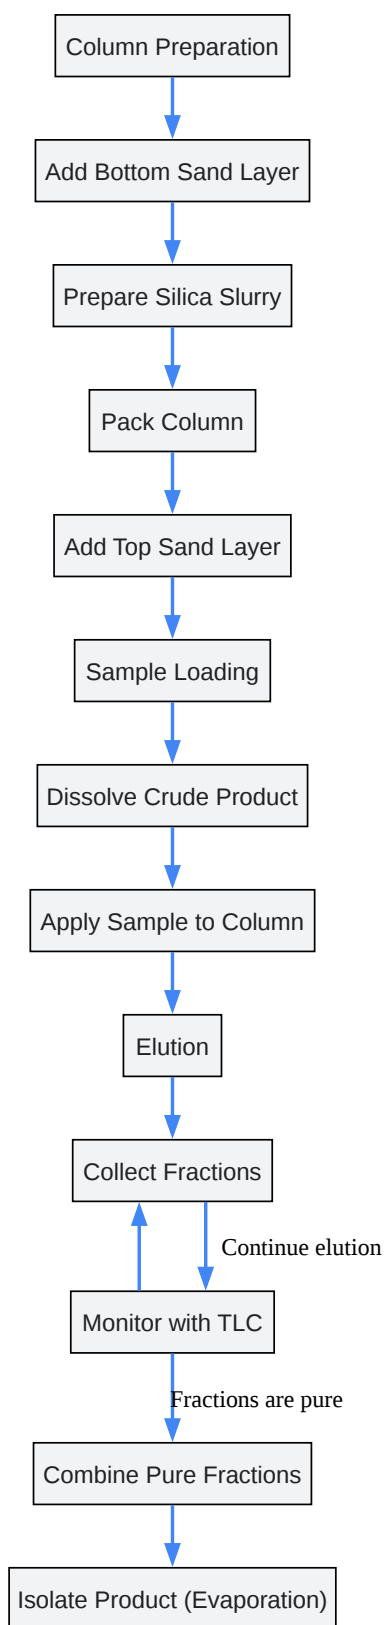 Column Preparation
Add Bottom Sand Layer
Prepare Silica Slurry
Pack Column
Add Top Sand Layer
Sample Loading
Dissolve Crude Product
Apply Sample to Column
Elution
Collect Fractions
Continue elution
Monitor with TLC
Fractions are pure
Combine Pure Fractions
Isolate Product (Evaporation)